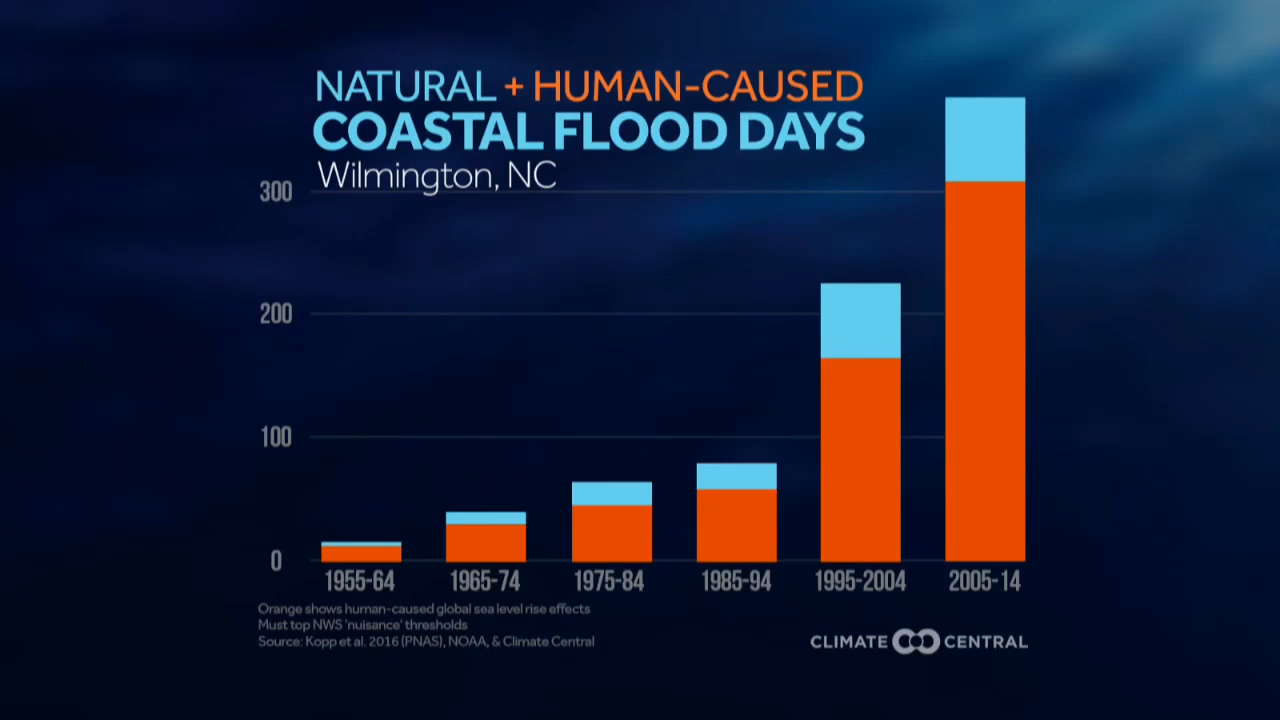 NATURAL + HUMAN-CAUSED
COASTAL FLOOD DAYS
Wilmington, NC
300
200
100
0
1955-64 1965-74 1975-84 1985-94 1995-2004 2005-14
Orange shows human-caused global sea level rise effects
Must top NWS 'nuisance' thresholds
Source: Kopp et al. 2016 (PNAS), NOAA, & Climate Central
CLIMATE CENTRAL